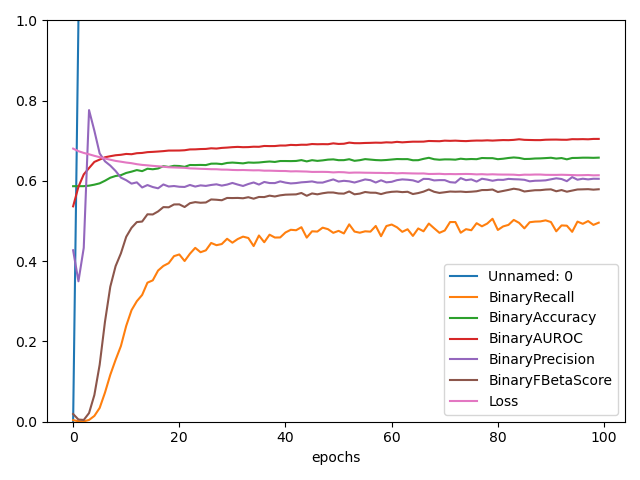 1.0
0.8
0.6
0.4
0.2
0.0
Unnamed: 0
BinaryRecall
BinaryAccuracy
BinaryAUROC
BinaryPrecision
BinaryFBetaScore
Loss
0 20 40 60 80 100
epochs